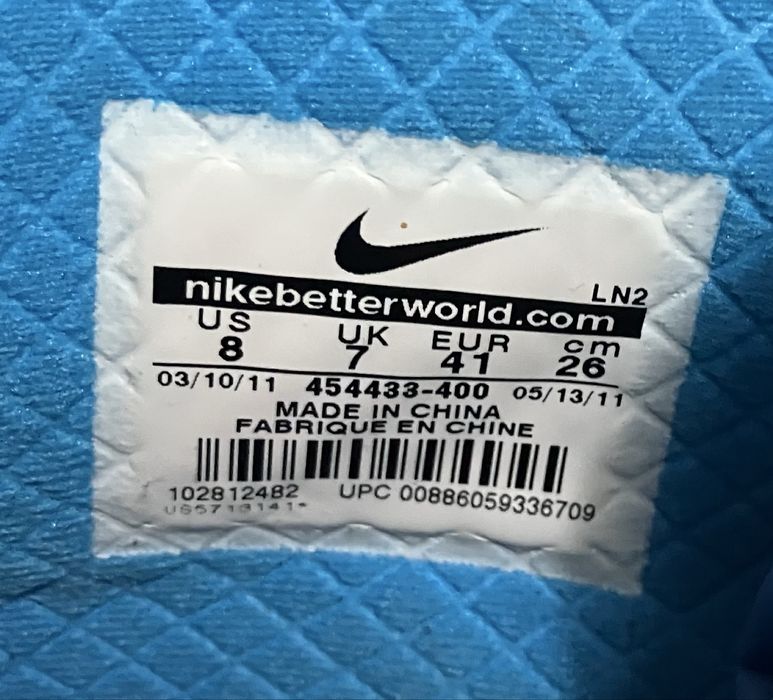 LN2
nikebetterworld.com
US UK EUR cm
8 7 41 26
03/10/11 454433-400 05/13/11
MADE IN CHINA
FABRIQUE EN CHINE
102812482 UPC 00886059336709